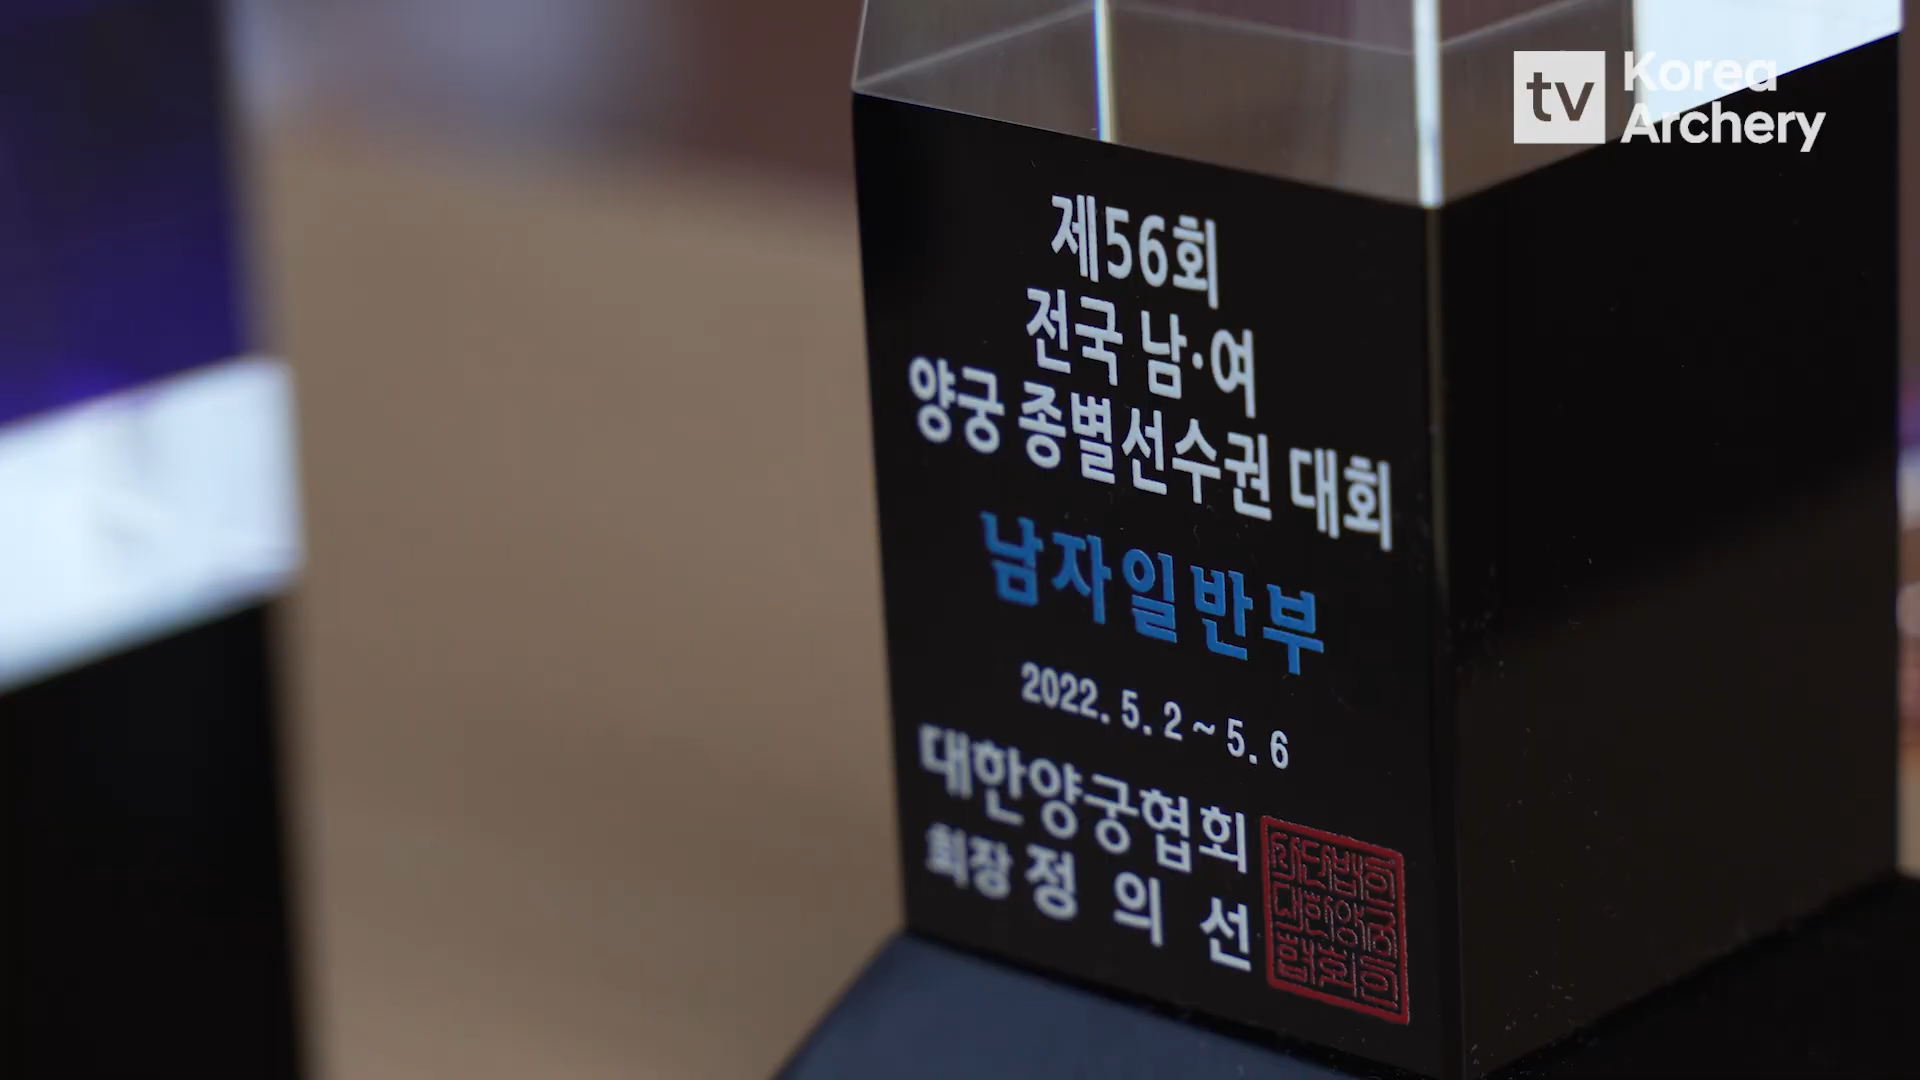 tv Korea
Archery
제56회
전국 남·여
양궁 종별선수권 대회
남자일반부
2022. 5. 2 ~ 5. 6
대한양궁협회
회장 정 의 선